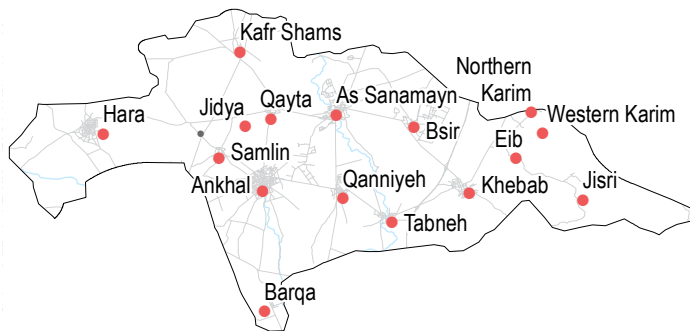 Kafr Shams
Northern
Karim
Hara
Jidya
Qayta
As Sanamayn
Western Karim
Bsir
Eib
Samlin
Ankhal
Qanniyeh
Khebab
Jisri
Tabneh
Barqa